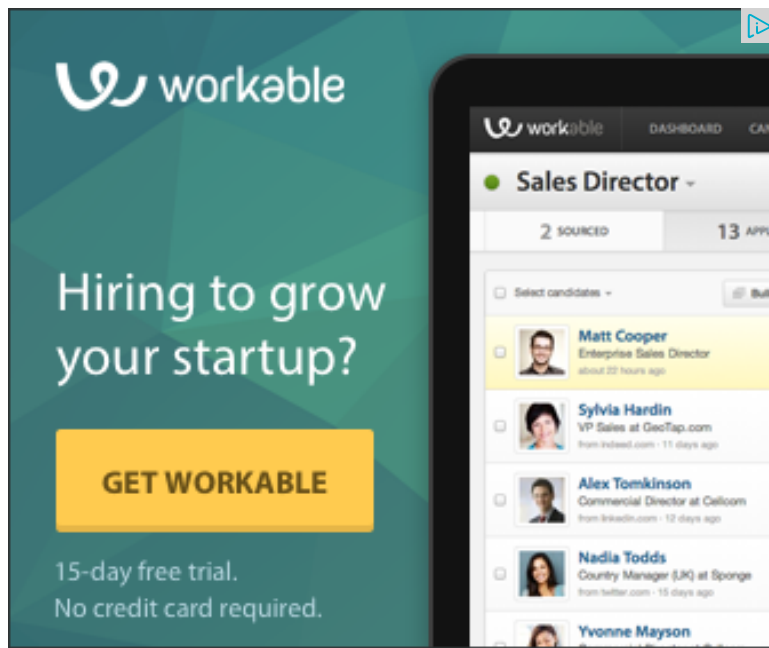 workable
Hiring to grow
your startup?
GET WORKABLE
15-day free trial.
No credit card required.
workable
DASHBOARD
Sales Director
2 SOURCED
13
Select candidates
Matt Cooper
Enterprise Sales Director
about 22 hours ago
Sylvia Hardin
VP Sales at GeoTap.com
from Indeed.com · 11 days ago
Alex Tomkinson
Commercial Director at Cellcom
from linkedin.com · 12 days ago
Nadia Todds
Country Manager (UK) at Sponge
from twitter.com · 15 days ago
Yvonne Mayson